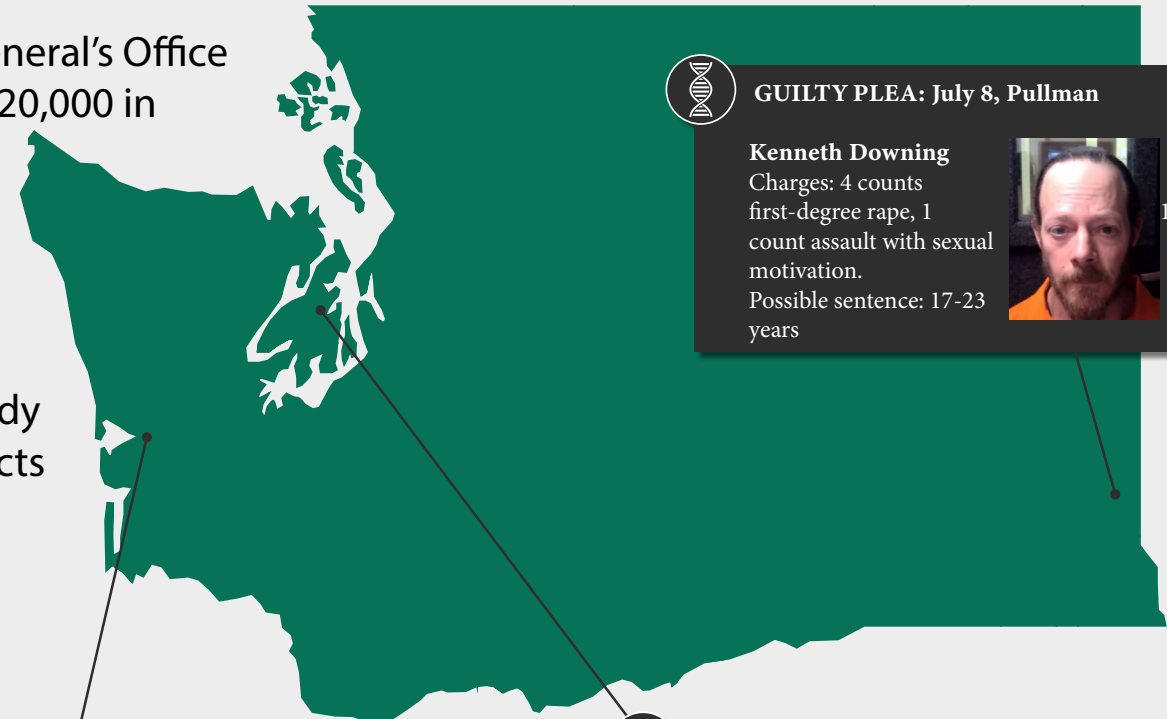 neral's Office
20,000 in
GUILTY PLEA: July 8, Pullman
Kenneth Downing
Charges: 4 counts
first-degree rape, 1
count assault with sexual
motivation.
Possible sentence: 17-23
years
dy
cts